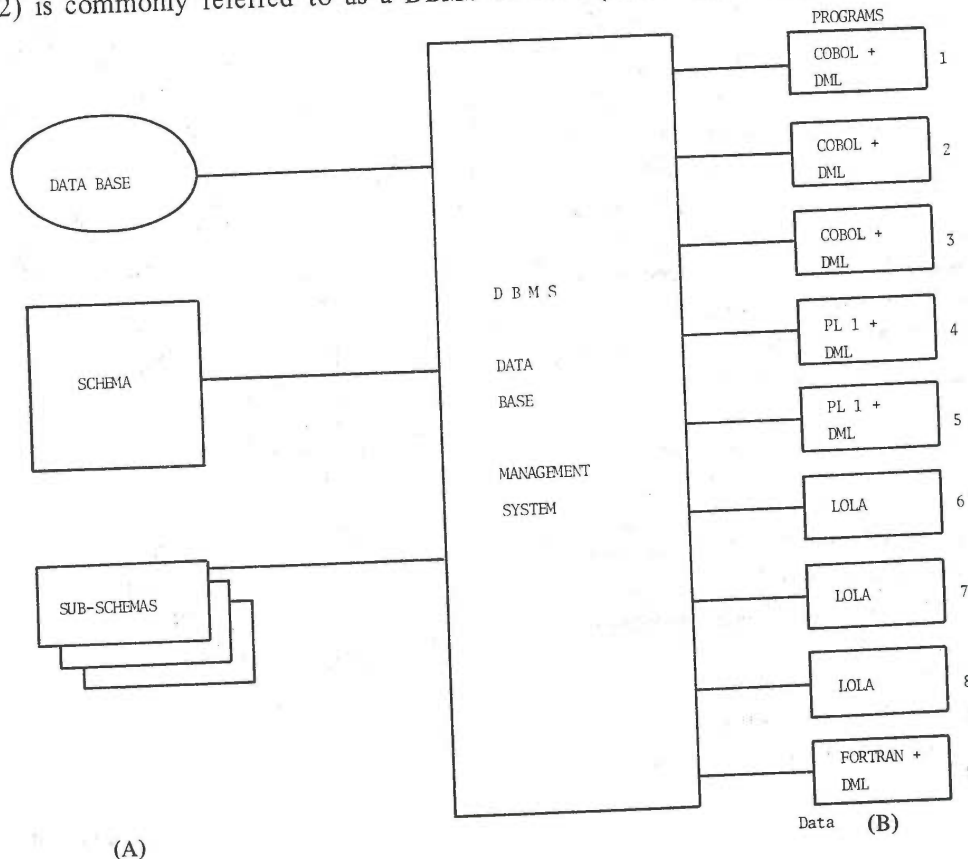 2) is commonly referred to as a
PROGRAMS
DATA BASE
SCHEMA
SUB-SCHEMAS
(A)
D B M S
DATA
BASE
MANAGEMENT
SYSTEM
COBOL +
DML
1
COBOL +
DML
2
COBOL +
DML
3
PL 1 +
DML
4
PL 1 +
DML
5
LOLA
6
LOLA
7
LOLA
8
FORTRAN +
DML
Data (B)